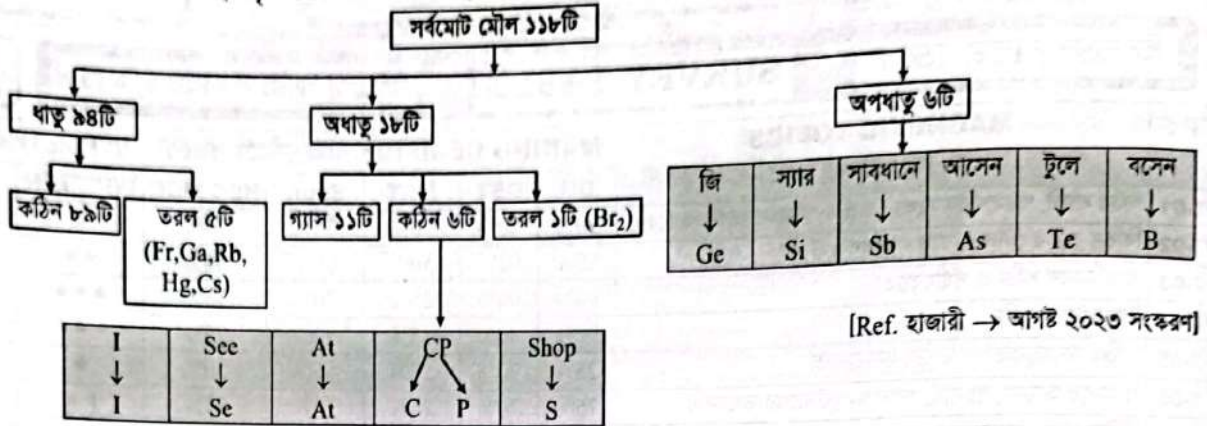 সর্বমোট মৌল ১১৮টি
ধাতু ৯৪টি
অধাতু ১৮টি
অপধাতু ৬টি
কঠিন ৮৯টি
তরল ৫টি
(Fr,Ga,Rb,
Hg,Cs)
গ্যাস ১১টি
কঠিন ৬টি
তরল ১টি (Br₂)
জি স্যার সাবধানে আসেন টুলে বসেন
↓ ↓ ↓ ↓ ↓ ↓
Ge Si Sb As Te B
[Ref. হাজারী → আগষ্ট ২০২৩ সংস্করণ]
I See At CP Shop
↓ ↓ ↓ ↓
I Se At C P S